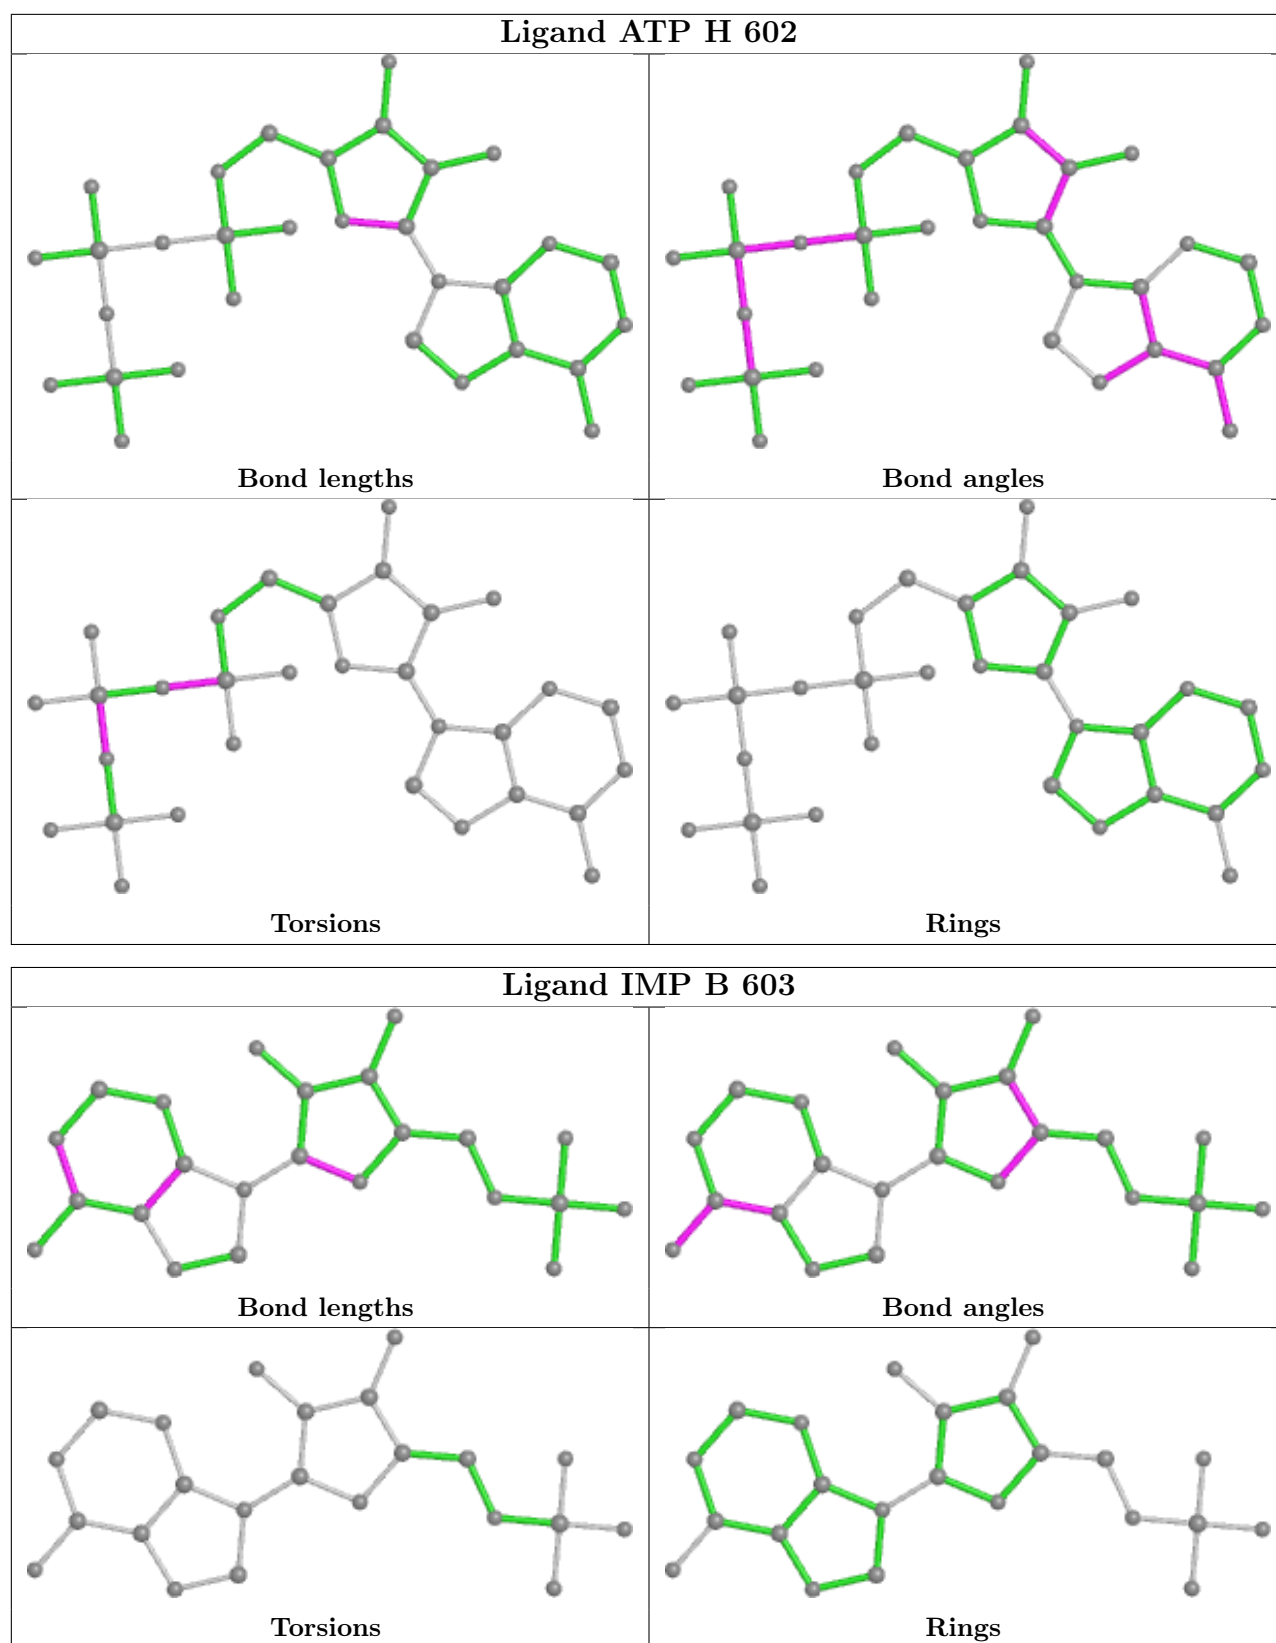 Ligand ATP H 602
Bond lengths
Bond angles
Torsions
Rings
Ligand IMP B 603
Bond lengths
Bond angles
Torsions
Rings